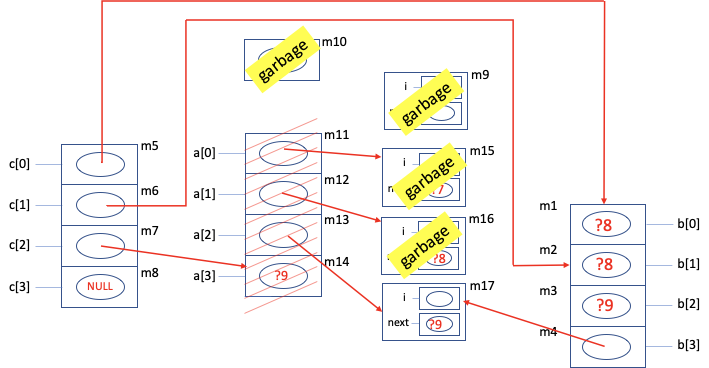 m10
garbage
m9
i
garbage
m5
c[0]
m6
c[1]
m7
c[2]
m8
c[3]
NULL
m11
a[0]
m12
a[1]
m13
a[2]
m14
a[3]
?9
m15
i
garbage
m16
i
garbage
?8
m17
i
next
?9
m1
?8
b[0]
m2
?8
b[1]
m3
?9
b[2]
m4
b[3]